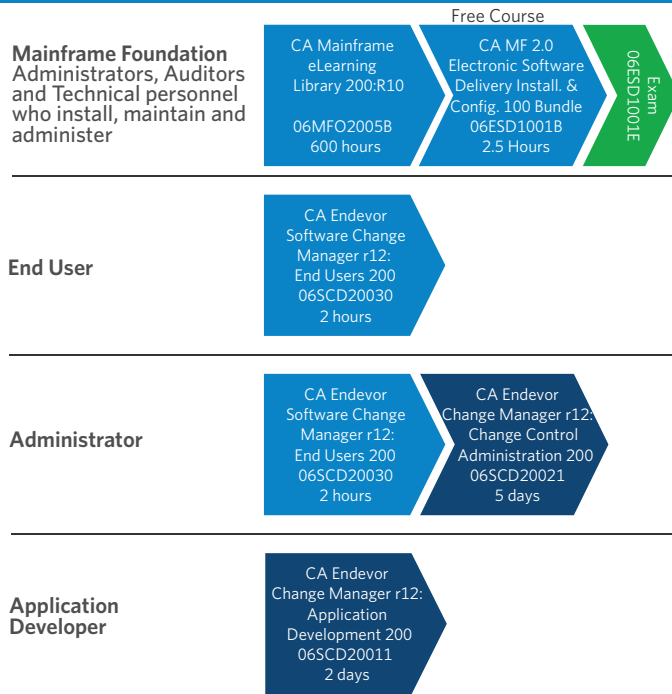 Free Course
Mainframe Foundation
Administrators, Auditors
and Technical personnel
who install, maintain and
administer
CA Mainframe
eLearning
Library 200:R10
06MFO2005B
600 hours
CA MF 2.0
Electronic Software
Delivery Install. &
Config. 100 Bundle
06ESD1001B
2.5 Hours
Exam
06ESD1001E
End User
CA Endevor
Software Change
Manager r12:
End Users 200
06SCD20030
2 hours
Administrator
CA Endevor
Software Change
Manager r12:
End Users 200
06SCD20030
2 hours
CA Endevor
Change Manager r12:
Change Control
Administration 200
06SCD20021
5 days
Application
Developer
CA Endevor
Change Manager r12:
Application
Development 200
06SCD20011
2 days